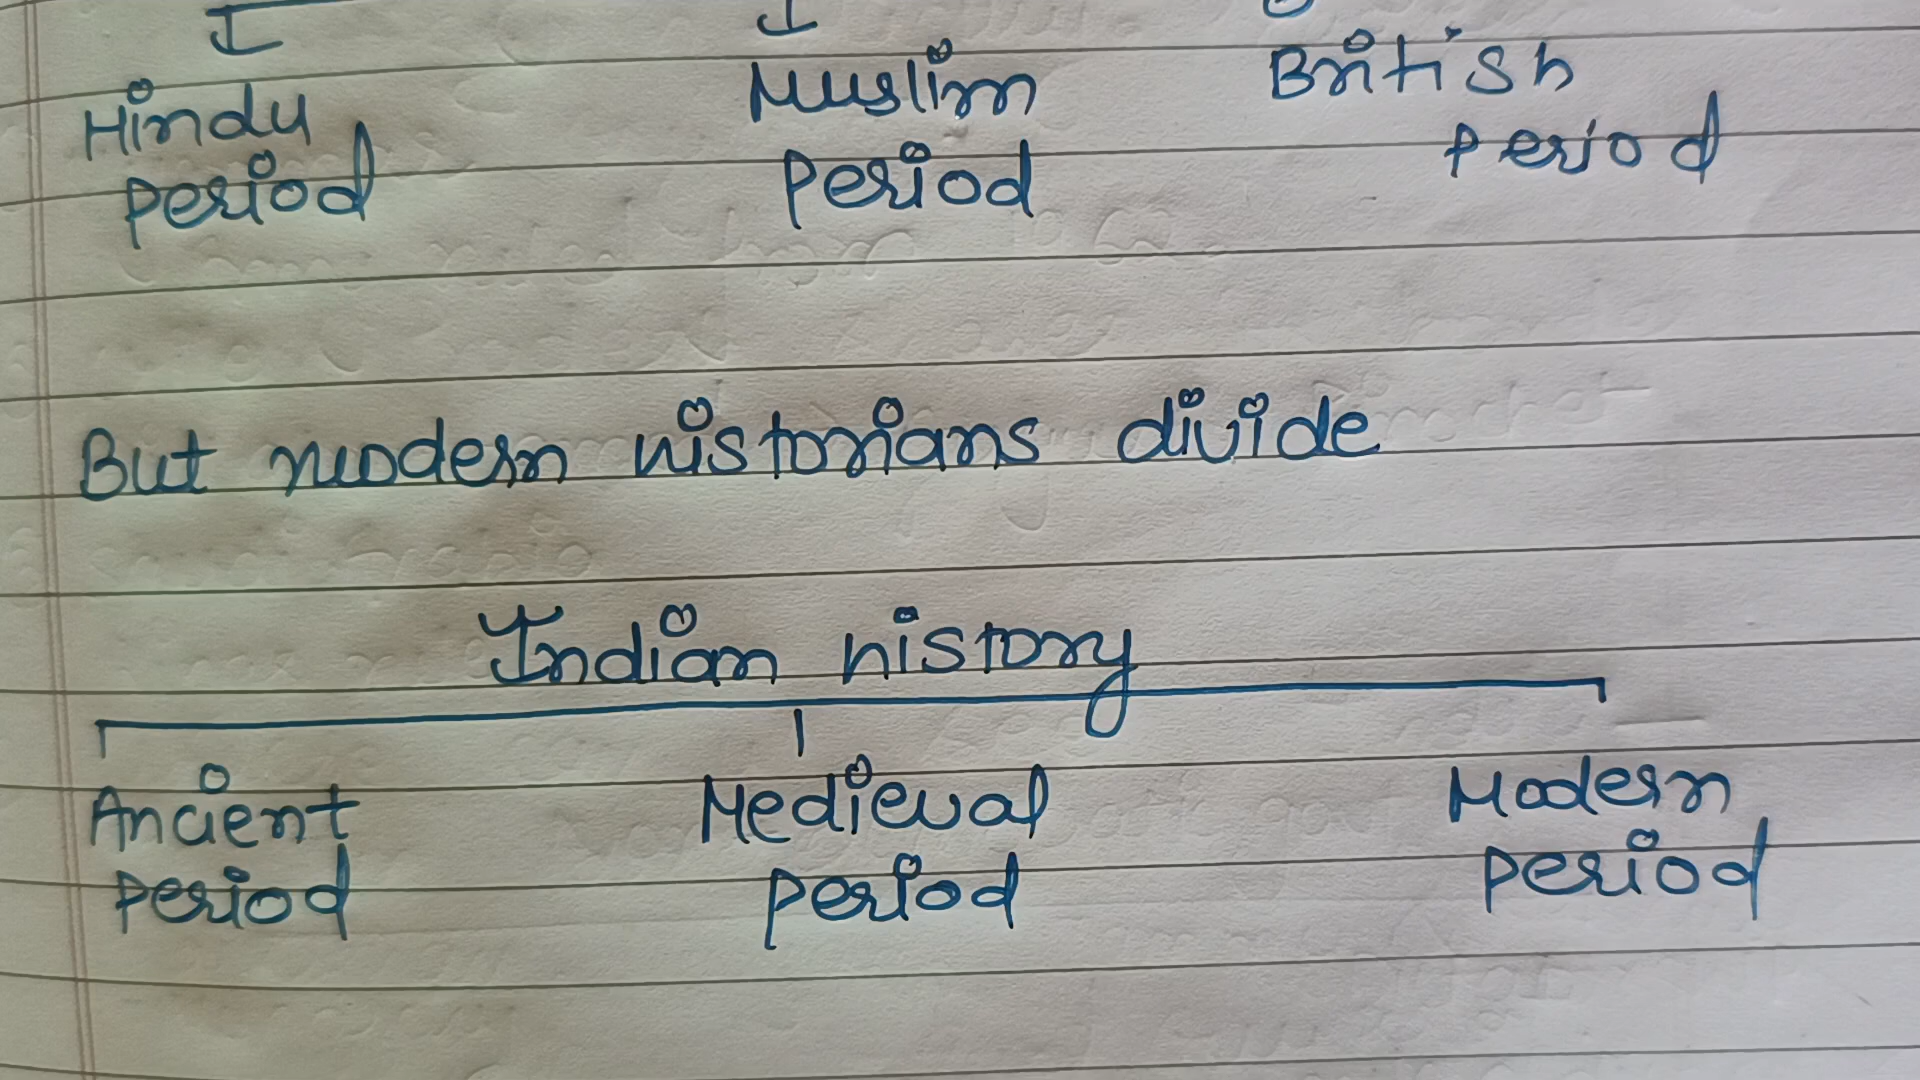 Hindu Muslim British
Period Period Period
But modern historians divide
Indian history
Ancient Medieval Modern
Period Period Period